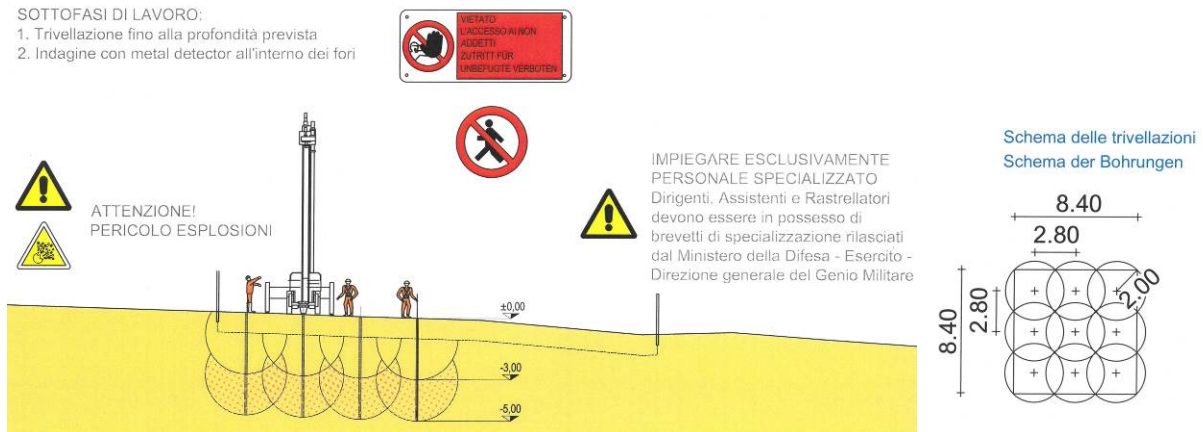 SOTTOFASI DI LAVORO:
1. Trivellazione fino alla profondità prevista
2. Indagine con metal detector all'interno dei fori
VIETATO
L'ACCESSO AI NON
ADDETTI
ZUTRITT FÜR
UNBEFUGTE VERBOTEN
ATTENZIONE!
PERICOLO ESPLOSIONI
IMPIEGARE ESCLUSIVAMENTE
PERSONALE SPECIALIZZATO
Dirigenti, Assistenti e Rastrellatori
devono essere in possesso di
brevetti di specializzazione rilasciati
dal Ministero della Difesa - Esercito -
Direzione generale del Genio Militare
±0,00
-3,00
-5,00
Schema delle trivellazioni
Schema der Bohrungen
8.40
2.80
2.00
2.80
8.40